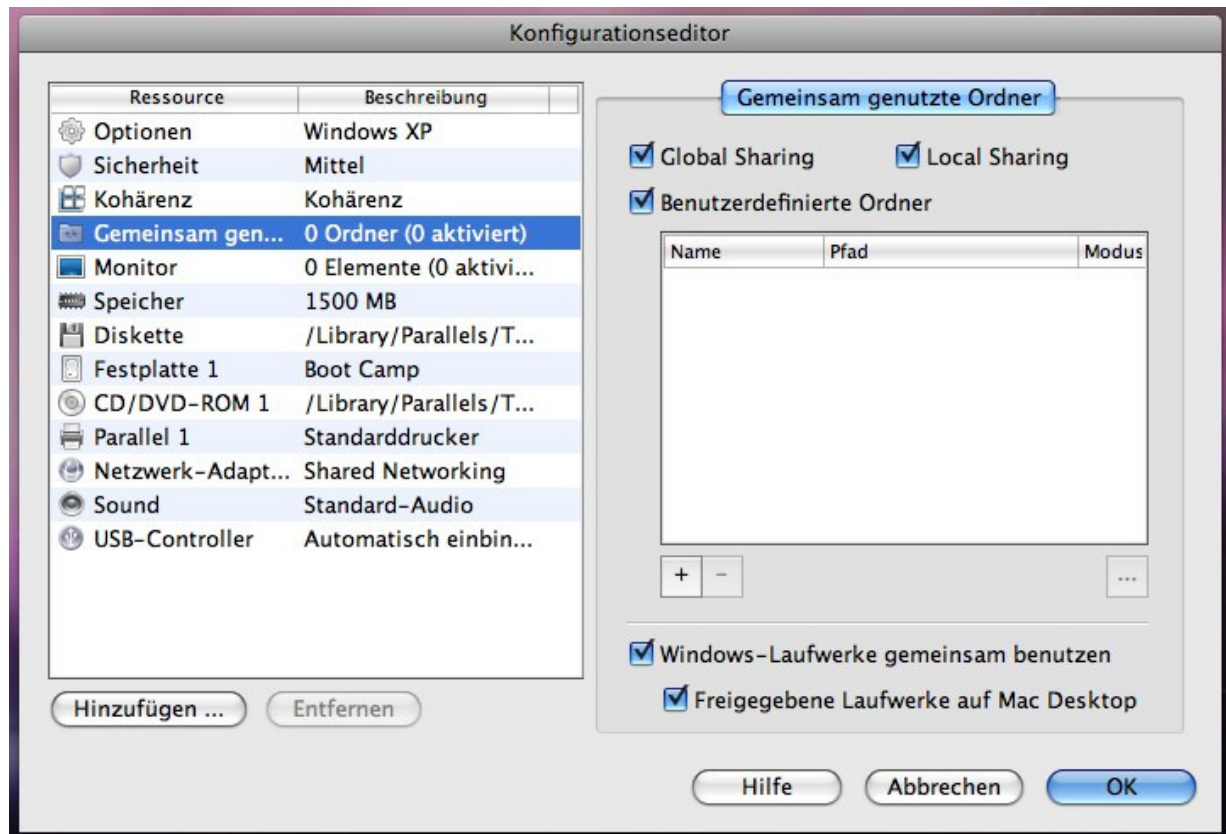 Konfigurationseditor
Ressource Beschreibung
Optionen Windows XP
Sicherheit Mittel
Kohärenz Kohärenz
Gemeinsam gen... 0 Ordner (0 aktiviert)
Monitor 0 Elemente (0 aktivi...
Speicher 1500 MB
Diskette /Library/Parallels/T...
Festplatte 1 Boot Camp
CD/DVD-ROM 1 /Library/Parallels/T...
Parallel 1 Standarddrucker
Netzwerk-Adapt... Shared Networking
Sound Standard-Audio
USB-Controller Automatisch einbin...
Hinzufügen ... Entfernen
Gemeinsam genutzte Ordner
Global Sharing Local Sharing
Benutzerdefinierte Ordner
Name Pfad Modus
+ - ...
Windows-Laufwerke gemeinsam benutzen
Freigegebene Laufwerke auf Mac Desktop
Hilfe Abbrechen OK